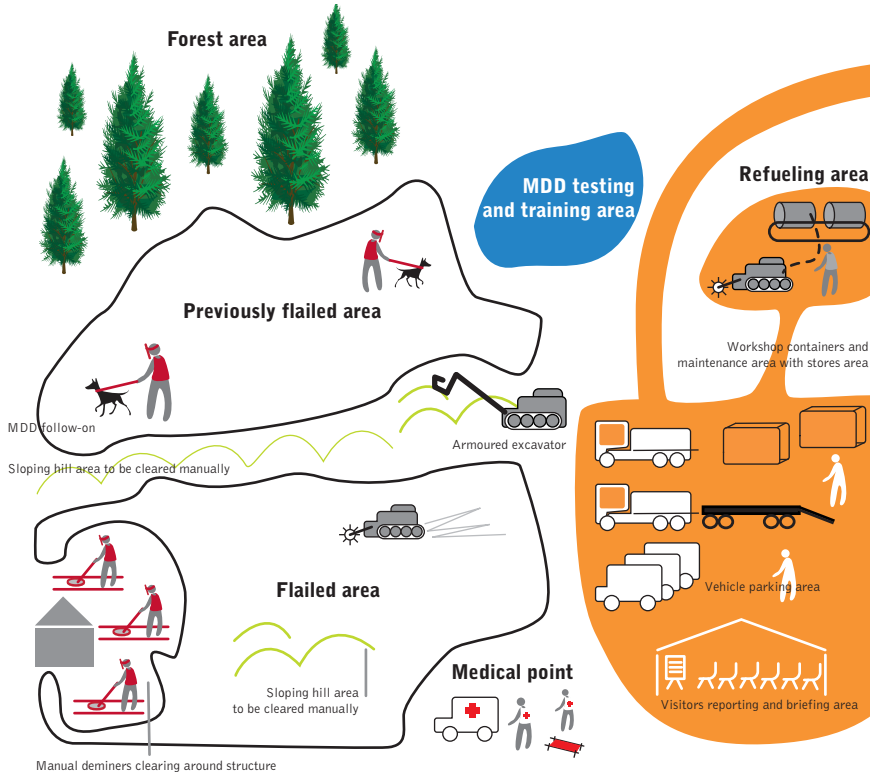 Forest area
MDD testing
and training area
Refueling area
Previously flailed area
Workshop containers and
maintenance area with stores area
MDD follow-on
Armoured excavator
Sloping hill area to be cleared manually
Flailed area
Vehicle parking area
Medical point
Sloping hill area
to be cleared manually
Visitors reporting and briefing area
Manual deminers clearing around structure